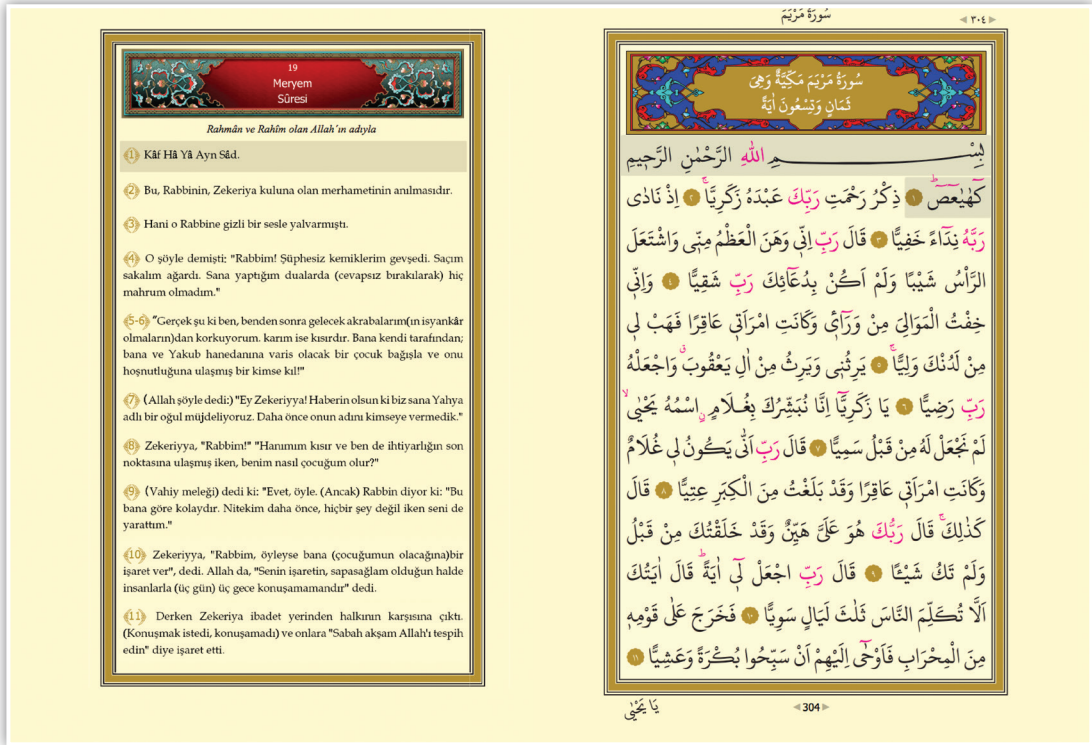 19
Meryem
Sûresi
Rahmân ve Rahîm olan Allah'ın adıyla
1 Kâf Hâ Yâ Ayn Sâd.
2 Bu, Rabbinin, Zekeriya kuluna olan merhametinin anılmasıdır.
3 Hani o Rabbine gizli bir sesle yalvarmıştı.
4 O şöyle demişti: "Rabbim! Şüphesiz kemiklerim gevşedi. Saçım
sakalım ağardı. Sana yaptığım dualarda (cevapsız bırakılarak) hiç
mahrum olmadım."
5-6 "Gerçek şu ki ben, benden sonra gelecek akrabalarım(ın isyankâr
olmaların)dan korkuyorum. karım ise kısırdır. Bana kendi tarafından;
bana ve Yakub hanedanına varis olacak bir çocuk bağışla ve onu
hoşnutluğuna ulaşmış bir kimse kıl!"
7 (Allah şöyle dedi:) "Ey Zekeriyya! Haberin olsun ki biz sana Yahya
adlı bir oğul müjdeliyoruz. Daha önce onun adını kimseye vermedik."
8 Zekeriyya, "Rabbim!" "Hanımım kısır ve ben de ihtiyarlığın son
noktasına ulaşmış iken, benim nasıl çocuğum olur?"
9 (Vahiy meleği) dedi ki: "Evet, öyle. (Ancak) Rabbin diyor ki: "Bu
bana göre kolaydır. Nitekim daha önce, hiçbir şey değil iken seni de
yarattım."
10 Zekeriyya, "Rabbim, öyleyse bana (çocuğumun olacağına)bir
işaret ver", dedi. Allah da, "Senin işaretin, sapasağlam olduğun halde
insanlarla (üç gün) üç gece konuşamamandır" dedi.
11 Derken Zekeriya ibadet yerinden halkının karşısına çıktı.
(Konuşmak istedi, konuşamadı) ve onlara "Sabah akşam Allah'ı tespih
edin" diye işaret etti.
سُورَةُ مَرْيَمَ
٣٠٤
سُورَةُ مَرْيَمَ مَكِّيَّةٌ وَهِىَ
ثَمَانٍ وَتِسْعُونَ اٰيَةً
بِسْمِ اللّٰهِ الرَّحْمٰنِ الرَّحٖيمِ
كٓهٰيٰعٓصٓ ۜ ١ ذِكْرُ رَحْمَتِ رَبِّكَ عَبْدَهُ زَكَرِيَّاۚ ٢ اِذْ نَادٰى
رَبَّهُ نِدَٓاءً خَفِيًّا ٣ قَالَ رَبِّ اِنّٖى وَهَنَ الْعَظْمُ مِنّٖى وَاشْتَعَلَ
الرَّأْسُ شَيْبًا وَلَمْ اَكُنْ بِدُعَٓائِكَ رَبِّ شَقِيًّا ٤ وَاِنّٖى
خِفْتُ الْمَوَالِىَ مِنْ وَرَٓائٖى وَكَانَتِ امْرَاَتٖى عَاقِرًا فَهَبْ لٖى
مِنْ لَدُنْكَ وَلِيًّاۙ ٥ يَرِثُنٖى وَيَرِثُ مِنْ اٰلِ يَعْقُوبَۗ وَاجْعَلْهُ
رَبِّ رَضِيًّا ٦ يَا زَكَرِيَّٓا اِنَّا نُبَشِّرُكَ بِغُلَامٍۨ اسْمُهُ يَحْيٰىۙ
لَمْ نَجْعَلْ لَهُ مِنْ قَبْلُ سَمِيًّا ٧ قَالَ رَبِّ اَنّٰى يَكُونُ لٖى غُلَامٌ
وَكَانَتِ امْرَاَتٖى عَاقِرًا وَقَدْ بَلَغْتُ مِنَ الْكِبَرِ عِتِيًّا ٨ قَالَ
كَذٰلِكَۚ قَالَ رَبُّكَ هُوَ عَلَىَّ هَيِّنٌ وَقَدْ خَلَقْتُكَ مِنْ قَبْلُ
وَلَمْ تَكُ شَيْـًٔا ٩ قَالَ رَبِّ اجْعَلْ لٖٓى اٰيَةًۜ قَالَ اٰيَتُكَ
اَلَّا تُكَلِّمَ النَّاسَ ثَلٰثَ لَيَالٍ سَوِيًّا ١٠ فَخَرَجَ عَلٰى قَوْمِهٖ
مِنَ الْمِحْرَابِ فَاَوْحٰٓى اِلَيْهِمْ اَنْ سَبِّحُوا بُكْرَةً وَعَشِيًّا ١١
يَا يَحْيٰى
304